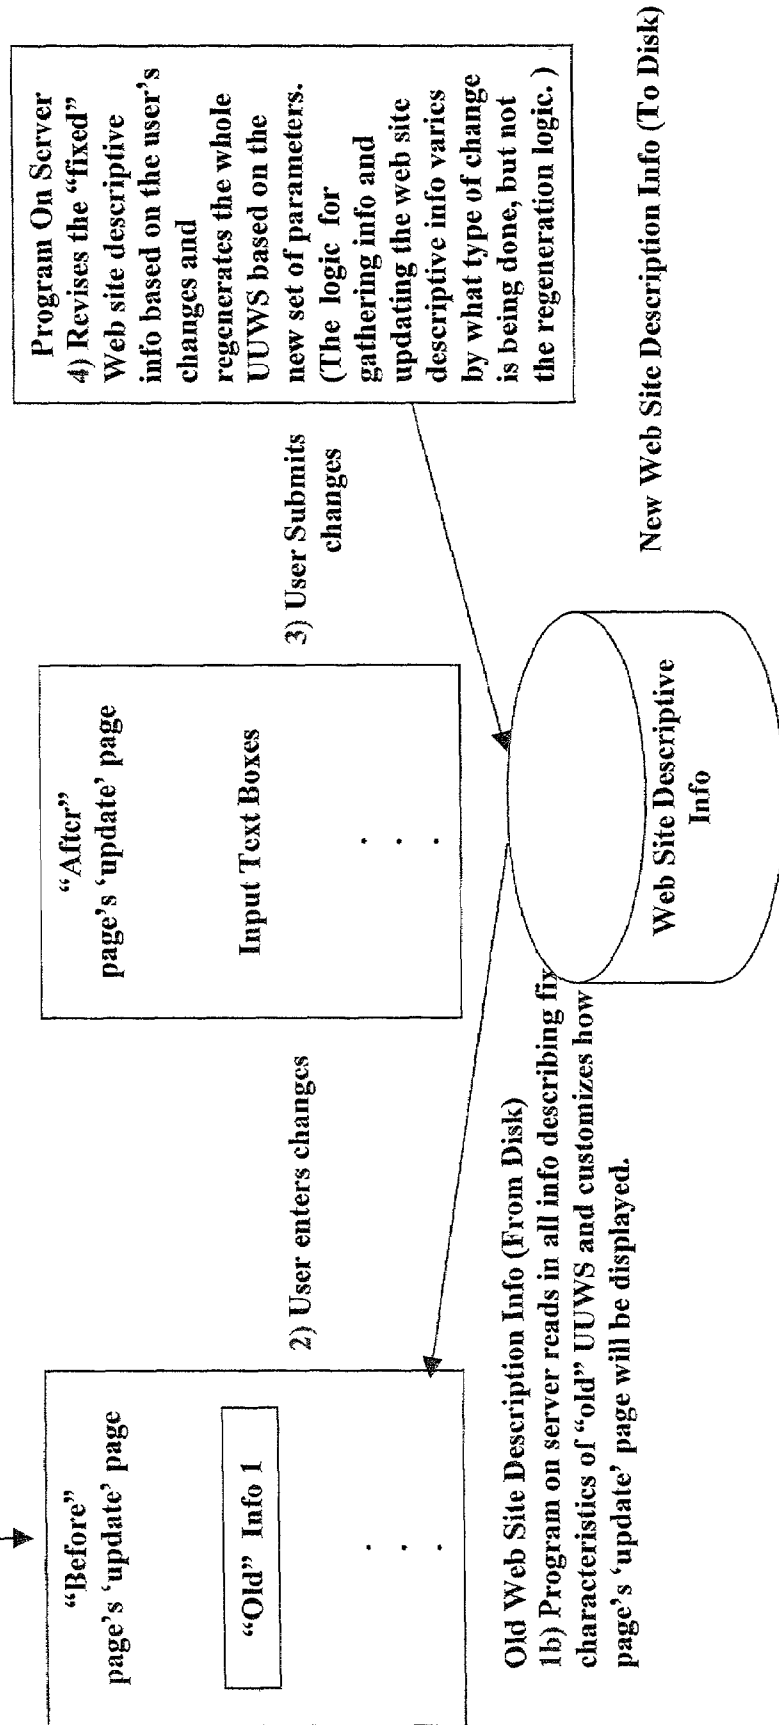 “Before”
page’s ‘update’ page
“Old” Info 1
2) User enters changes
“After”
page’s ‘update’ page
Input Text Boxes
3) User Submits
changes
Program On Server
4) Revises the “fixed”
Web site descriptive
info based on the user’s
changes and
regenerates the whole
UUWS based on the
new set of parameters.
(The logic for
gathering info and
updating the web site
descriptive info varies
by what type of change
is being done, but not
the regeneration logic. )
Old Web Site Description Info (From Disk)
1b) Program on server reads in all info describing fix
characteristics of “old” UUWS and customizes how
page’s ‘update’ page will be displayed.
Web Site Descriptive
Info
New Web Site Description Info (To Disk)